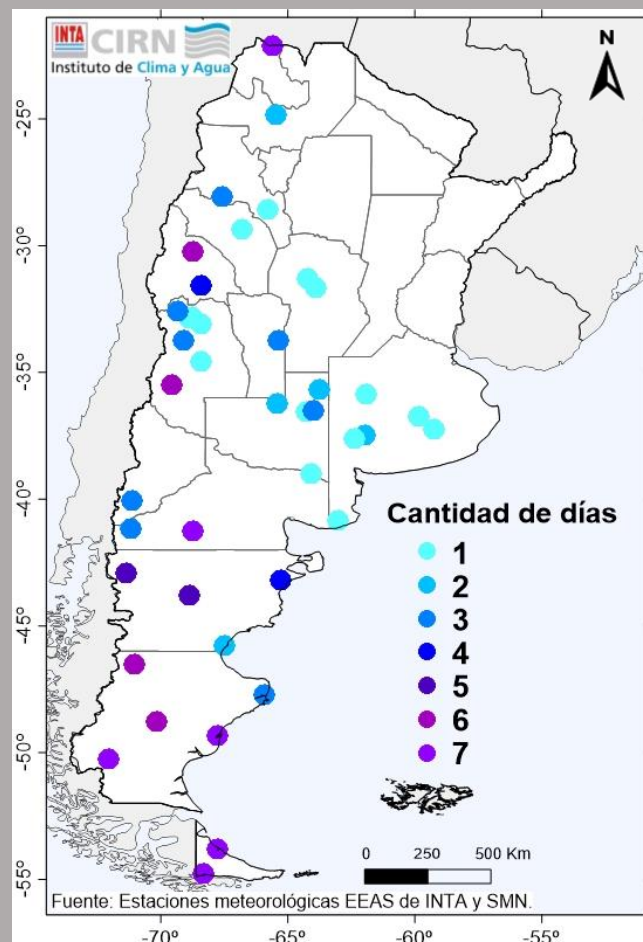 INTA CIRN
Instituto de Clima y Agua
N
-25°
-30°
-35°
-40°
-45°
-50°
-55°
Cantidad de días
1
2
3
4
5
6
7
0 250 500 Km
Fuente: Estaciones meteorológicas EEAS de INTA y SMN.
-70° -65° -60° -55°